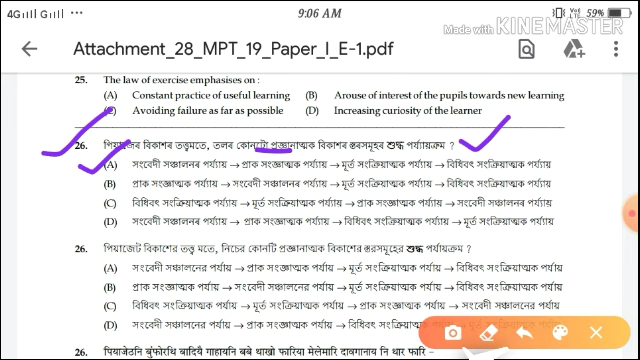 4G Gill 9:06 AM 59%
Made with KINEMASTER
Attachment_28_MPT_19_Paper_I_E-1.pdf
25. The law of exercise emphasises on :
(A) Constant practice of useful learning (B) Arouse of interest of the pupils towards new learning
(C) Avoiding failure as far as possible (D) Increasing curiosity of the learner
26. পিয়াজেৰ বিকাশৰ তত্ত্বমতে, তলৰ কোনটো প্ৰজ্ঞানাত্মক বিকাশৰ স্তৰসমূহৰ শুদ্ধ পৰ্য্যায়ক্ৰম ?
(A) সংবেদী সঞ্চালনৰ পৰ্য্যায় → প্ৰাক সংজ্ঞাত্মক পৰ্য্যায় → মূৰ্ত সংক্ৰিয়াত্মক পৰ্য্যায় → বিধিবৎ সংক্ৰিয়াত্মক পৰ্য্যায়
(B) প্ৰাক সংজ্ঞাত্মক পৰ্য্যায় → সংবেদী সঞ্চালনৰ পৰ্য্যায় → মূৰ্ত সংক্ৰিয়াত্মক পৰ্য্যায় → বিধিবৎ সংক্ৰিয়াত্মক পৰ্য্যায়
(C) বিধিবৎ সংক্ৰিয়াত্মক পৰ্য্যায় → মূৰ্ত সংক্ৰিয়াত্মক পৰ্য্যায় → প্ৰাক সংজ্ঞাত্মক পৰ্য্যায় → সংবেদী সঞ্চালনৰ পৰ্য্যায়
(D) সংবেদী সঞ্চালনৰ পৰ্য্যায় → প্ৰাক সংজ্ঞাত্মক পৰ্য্যায় → বিধিবৎ সংক্ৰিয়াত্মক পৰ্য্যায় → মূৰ্ত সংক্ৰিয়াত্মক পৰ্য্যায়
26. পিয়াজেট বিকাশের তত্ত্ব মতে, নিচের কোনটি প্রজ্ঞানাত্মক বিকাশের স্তরসমূহের শুদ্ধ পর্যায়ক্রম ?
(A) সংবেদী সঞ্চালনের পর্যায় → প্রাক সংজ্ঞাত্মক পর্যায় → মূর্ত সংক্রিয়াত্মক পর্যায় → বিধিবৎ সংক্রিয়াত্মক পর্যায়
(B) প্রাক সংজ্ঞাত্মক পর্যায় → সংবেদী সঞ্চালনের পর্যায় → মূর্ত সংক্রিয়াত্মক পর্যায় → বিধিবৎ সংক্রিয়াত্মক পর্যায়
(C) বিধিবৎ সংক্রিয়াত্মক পর্যায় → মূর্ত সংক্রিয়াত্মক পর্যায় → প্রাক সংজ্ঞাত্মক পর্যায় → সংবেদী সঞ্চালনের পর্যায়
(D) সংবেদী সঞ্চালনের পর্যায় → প্রাক সংজ্ঞাত্মক পর্যায়
26. पियाजेठनि बुंफोरथि बादियै गाहायनि बबे थाखो फारिया मेलेमारि दावगानाय नि थार फारि –